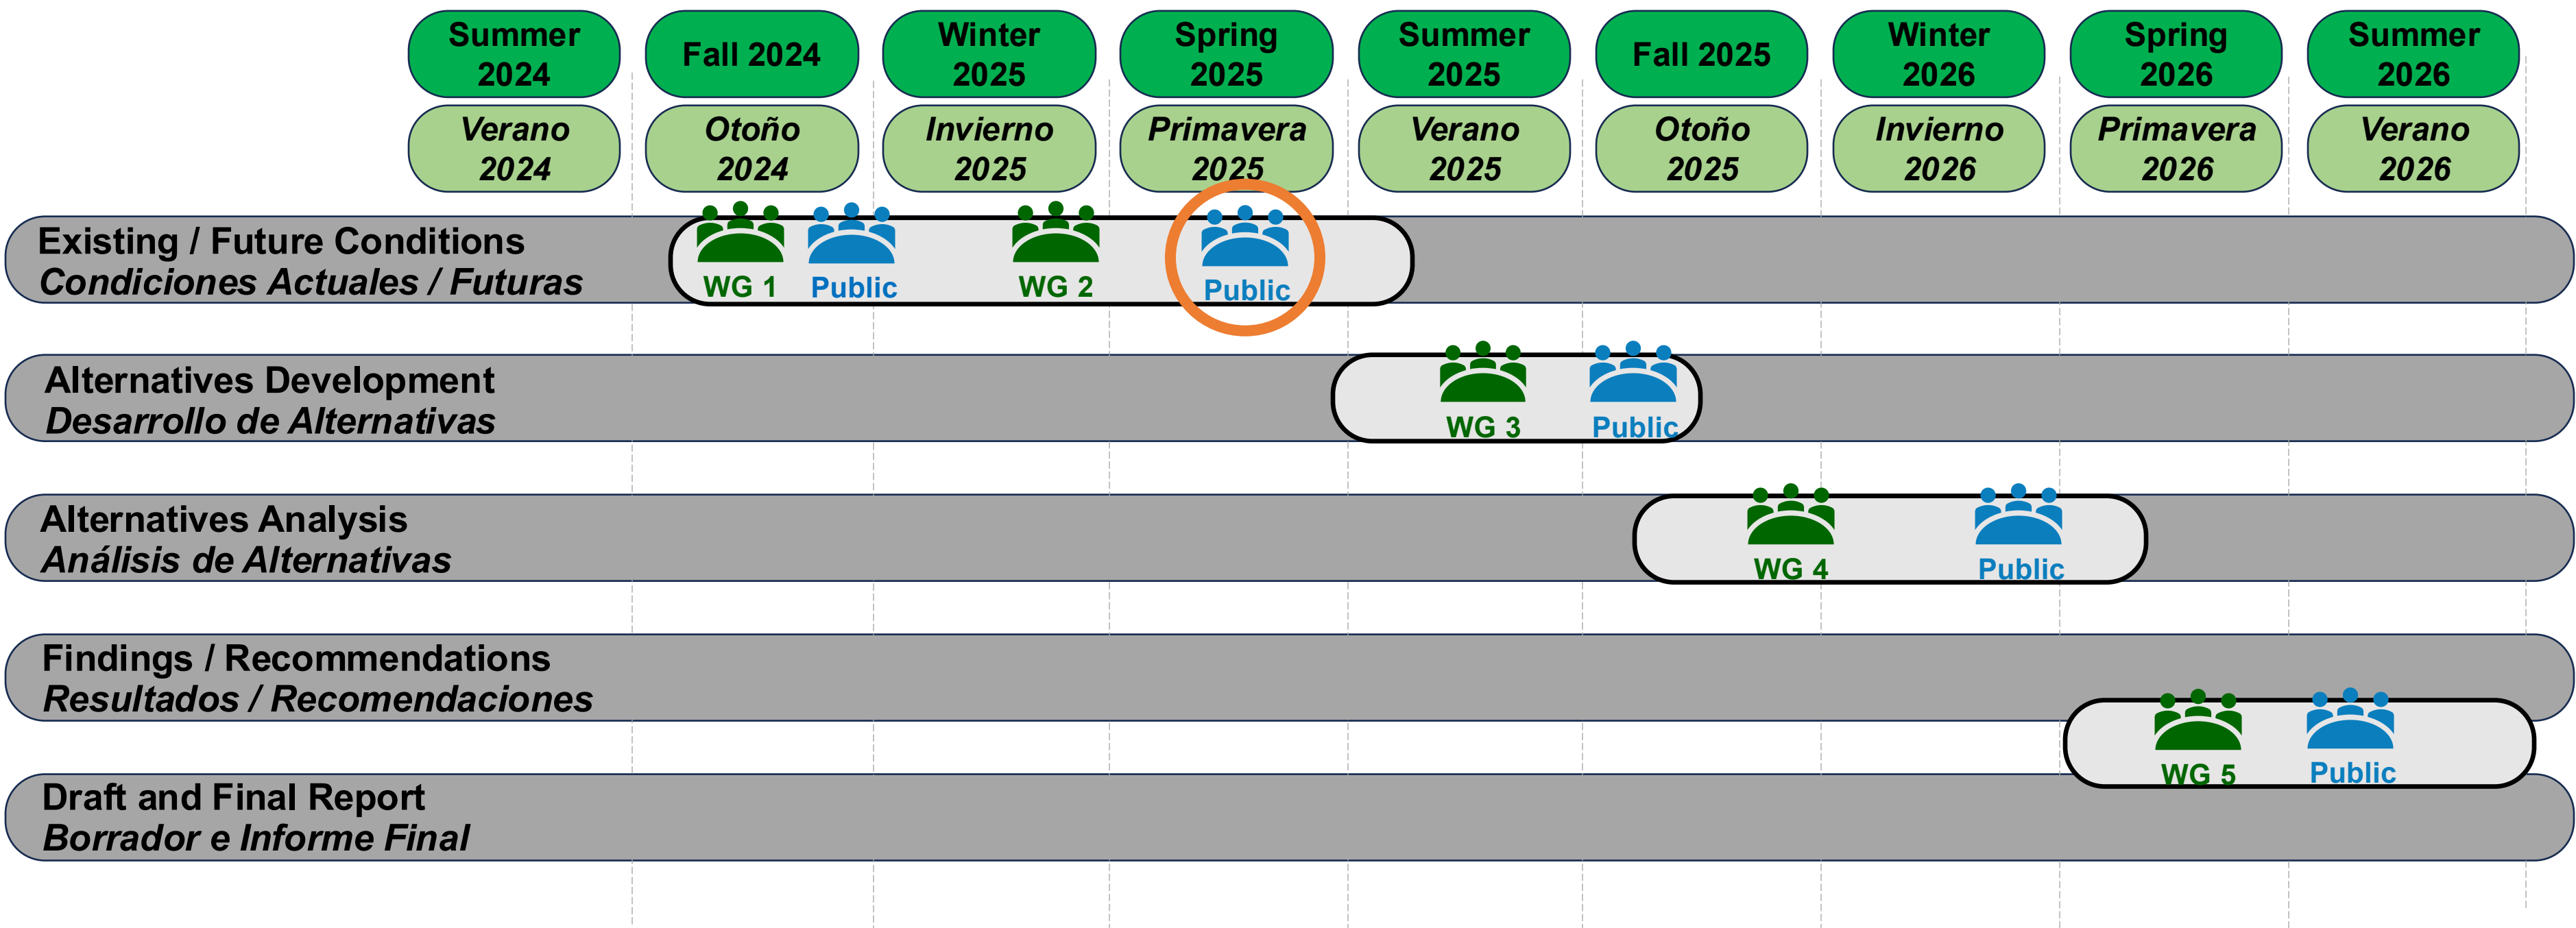 Summer
2024
Fall 2024
Winter
2025
Spring
2025
Summer
2025
Fall 2025
Winter
2026
Spring
2026
Summer
2026
Verano
2024
Otoño
2024
Invierno
2025
Primavera
2025
Verano
2025
Otoño
2025
Invierno
2026
Primavera
2026
Verano
2026
Existing / Future Conditions
Condiciones Actuales / Futuras
WG 1
Public
WG 2
Public
Alternatives Development
Desarrollo de Alternativas
WG 3
Public
Alternatives Analysis
Análisis de Alternativas
WG 4
Public
Findings / Recommendations
Resultados / Recomendaciones
WG 5
Public
Draft and Final Report
Borrador e Informe Final